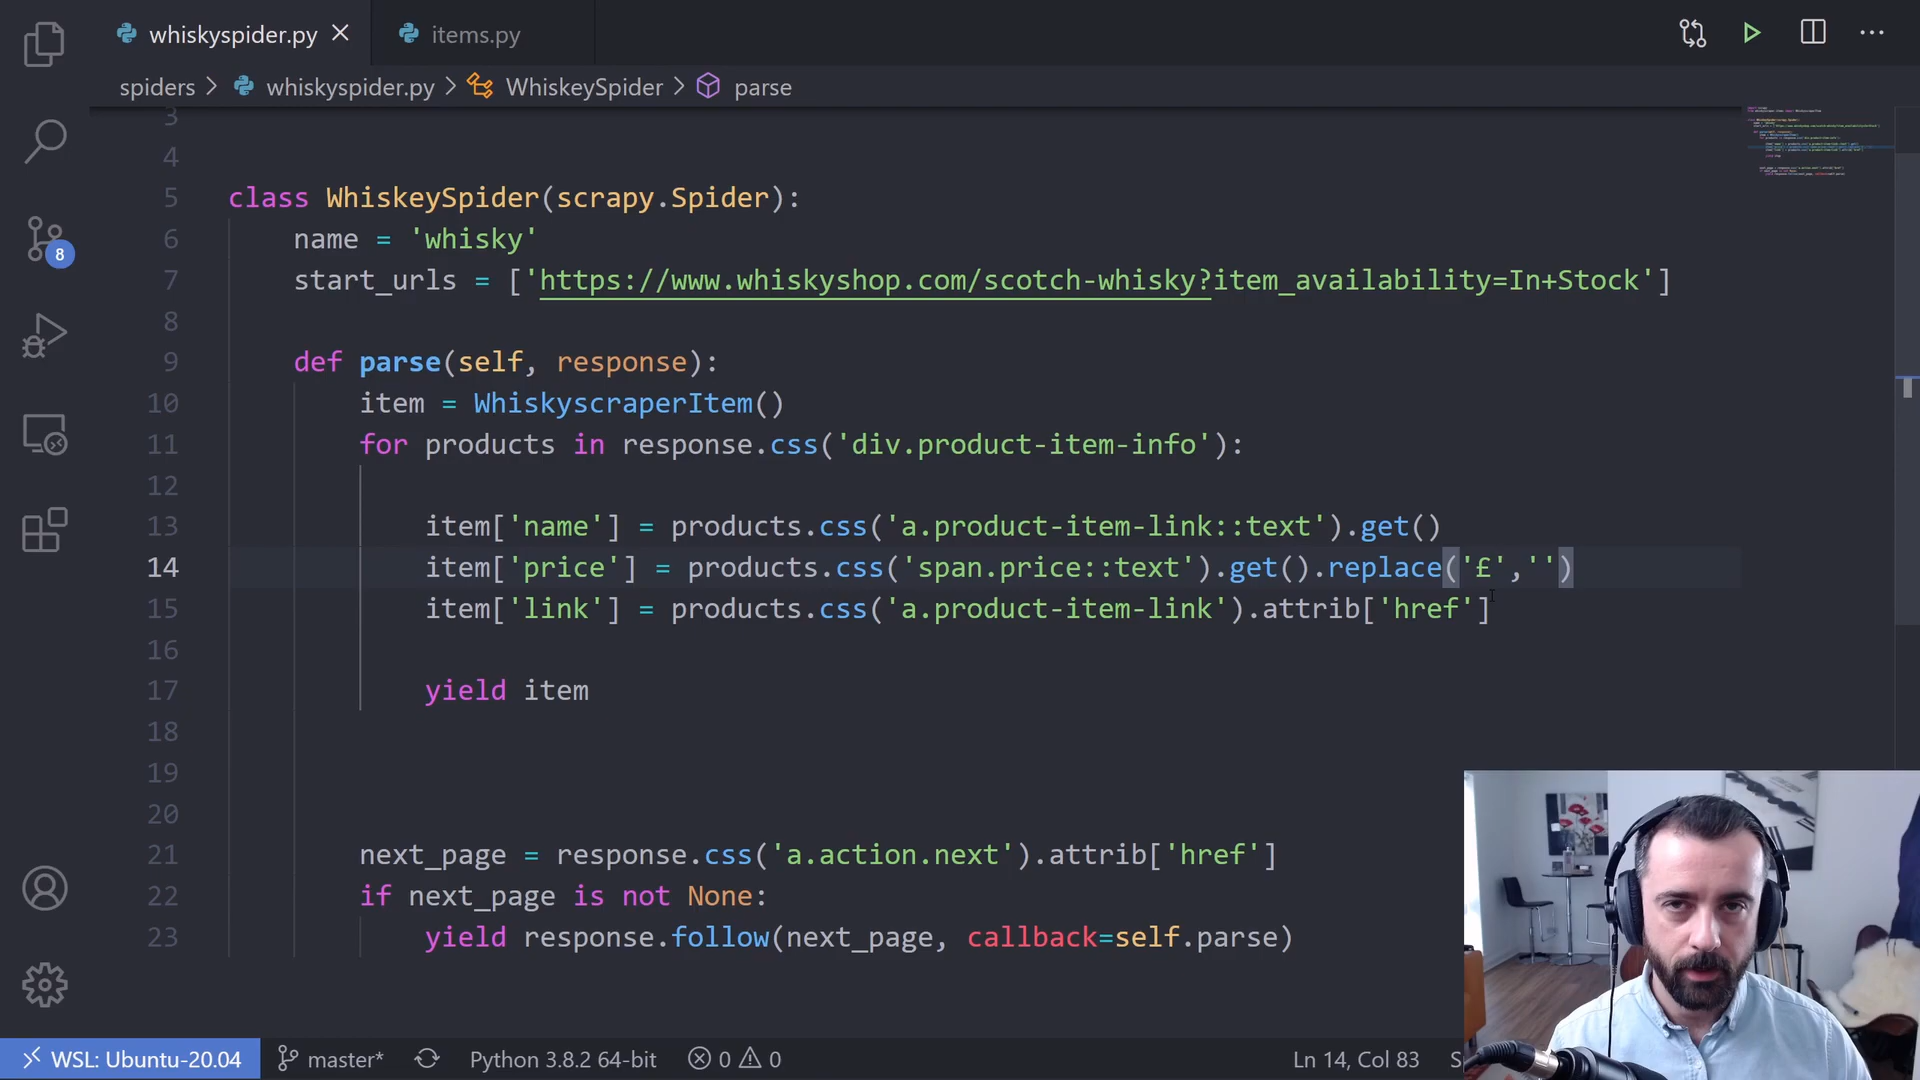 whiskyspider.py
items.py
spiders > whiskyspider.py > WhiskeySpider > parse
3
4
5 class WhiskeySpider(scrapy.Spider):
6 name = 'whisky'
7 start_urls = ['https://www.whiskyshop.com/scotch-whisky?item_availability=In+Stock']
8
9 def parse(self, response):
10 item = WhiskyscraperItem()
11 for products in response.css('div.product-item-info'):
12
13 item['name'] = products.css('a.product-item-link::text').get()
14 item['price'] = products.css('span.price::text').get().replace('£','')
15 item['link'] = products.css('a.product-item-link').attrib['href']
16
17 yield item
18
19
20
21 next_page = response.css('a.action.next').attrib['href']
22 if next_page is not None:
23 yield response.follow(next_page, callback=self.parse)
8
WSL: Ubuntu-20.04 master* Python 3.8.2 64-bit 0 0 Ln 14, Col 83